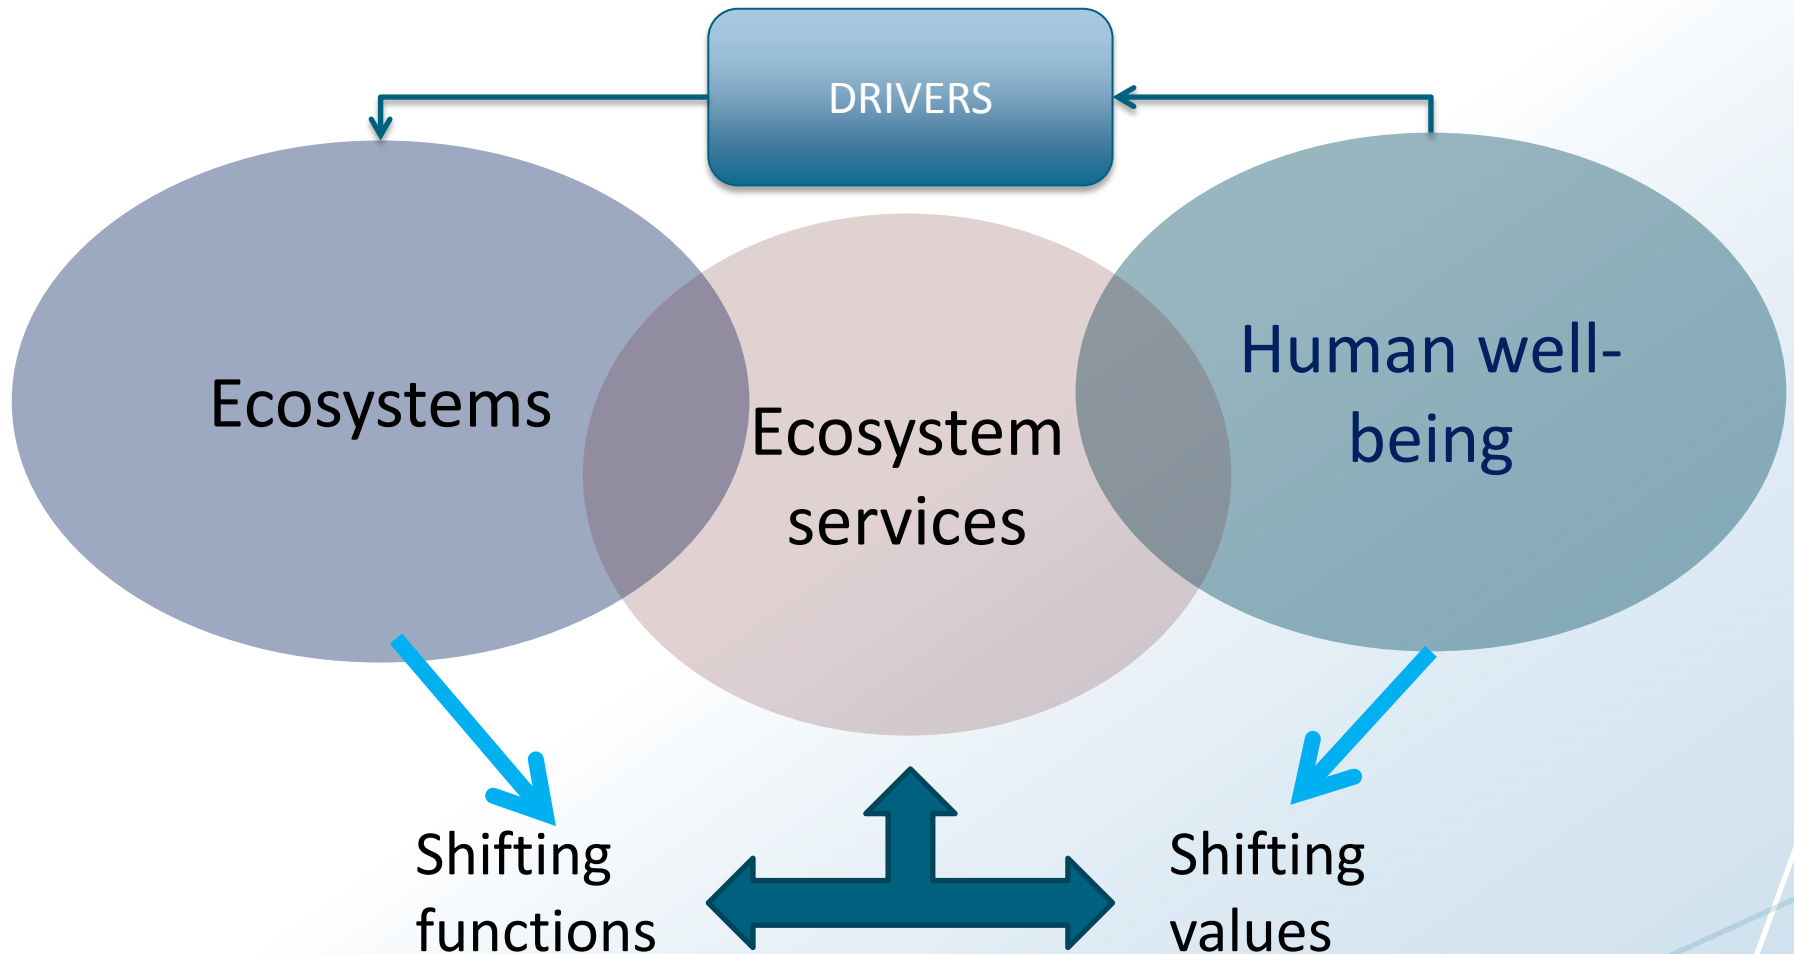 DRIVERS
Ecosystems
Ecosystem
services
Human well-
being
Shifting
functions
Shifting
values